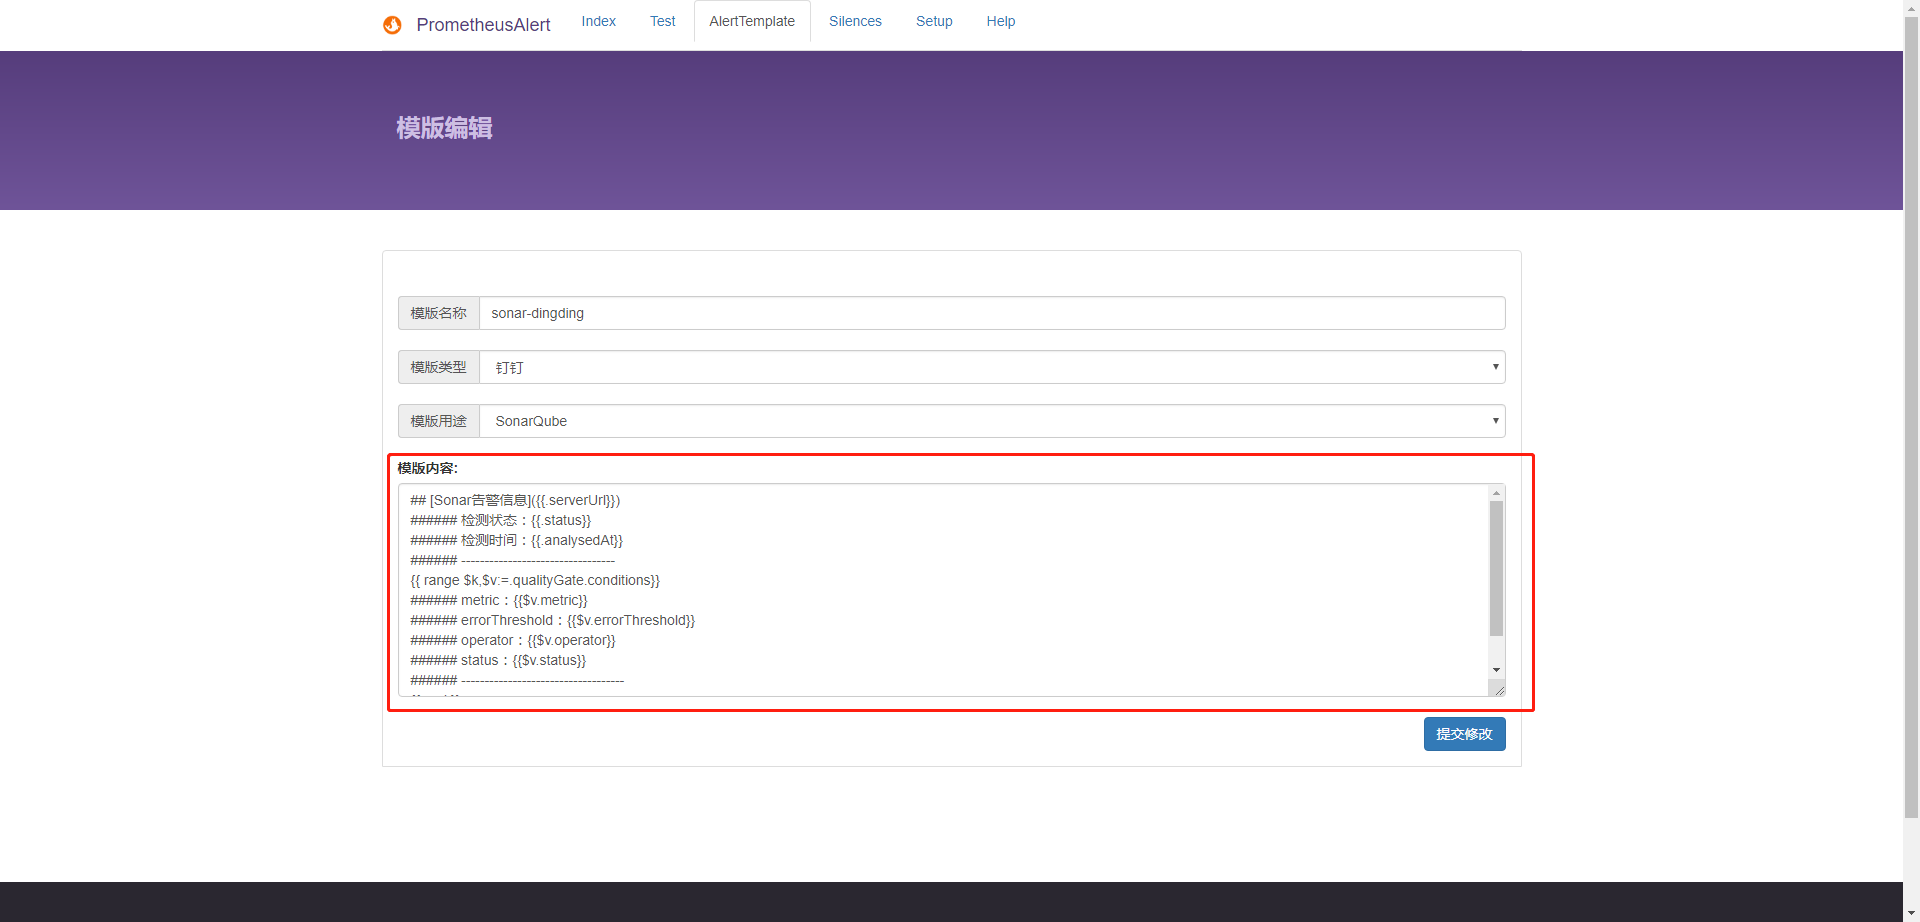 PrometheusAlert Index Test AlertTemplate Silences Setup Help
模版编辑
模版名称 sonar-dingding
模版类型 钉钉
模版用途 SonarQube
模版内容:
## [Sonar告警信息]({{.serverUrl}})
###### 检测状态：{{.status}}
###### 检测时间：{{.analysedAt}}
###### ---------------------------------
{{ range $k,$v:=.qualityGate.conditions}}
###### metric：{{$v.metric}}
###### errorThreshold：{{$v.errorThreshold}}
###### operator：{{$v.operator}}
###### status：{{$v.status}}
###### -----------------------------------
提交修改